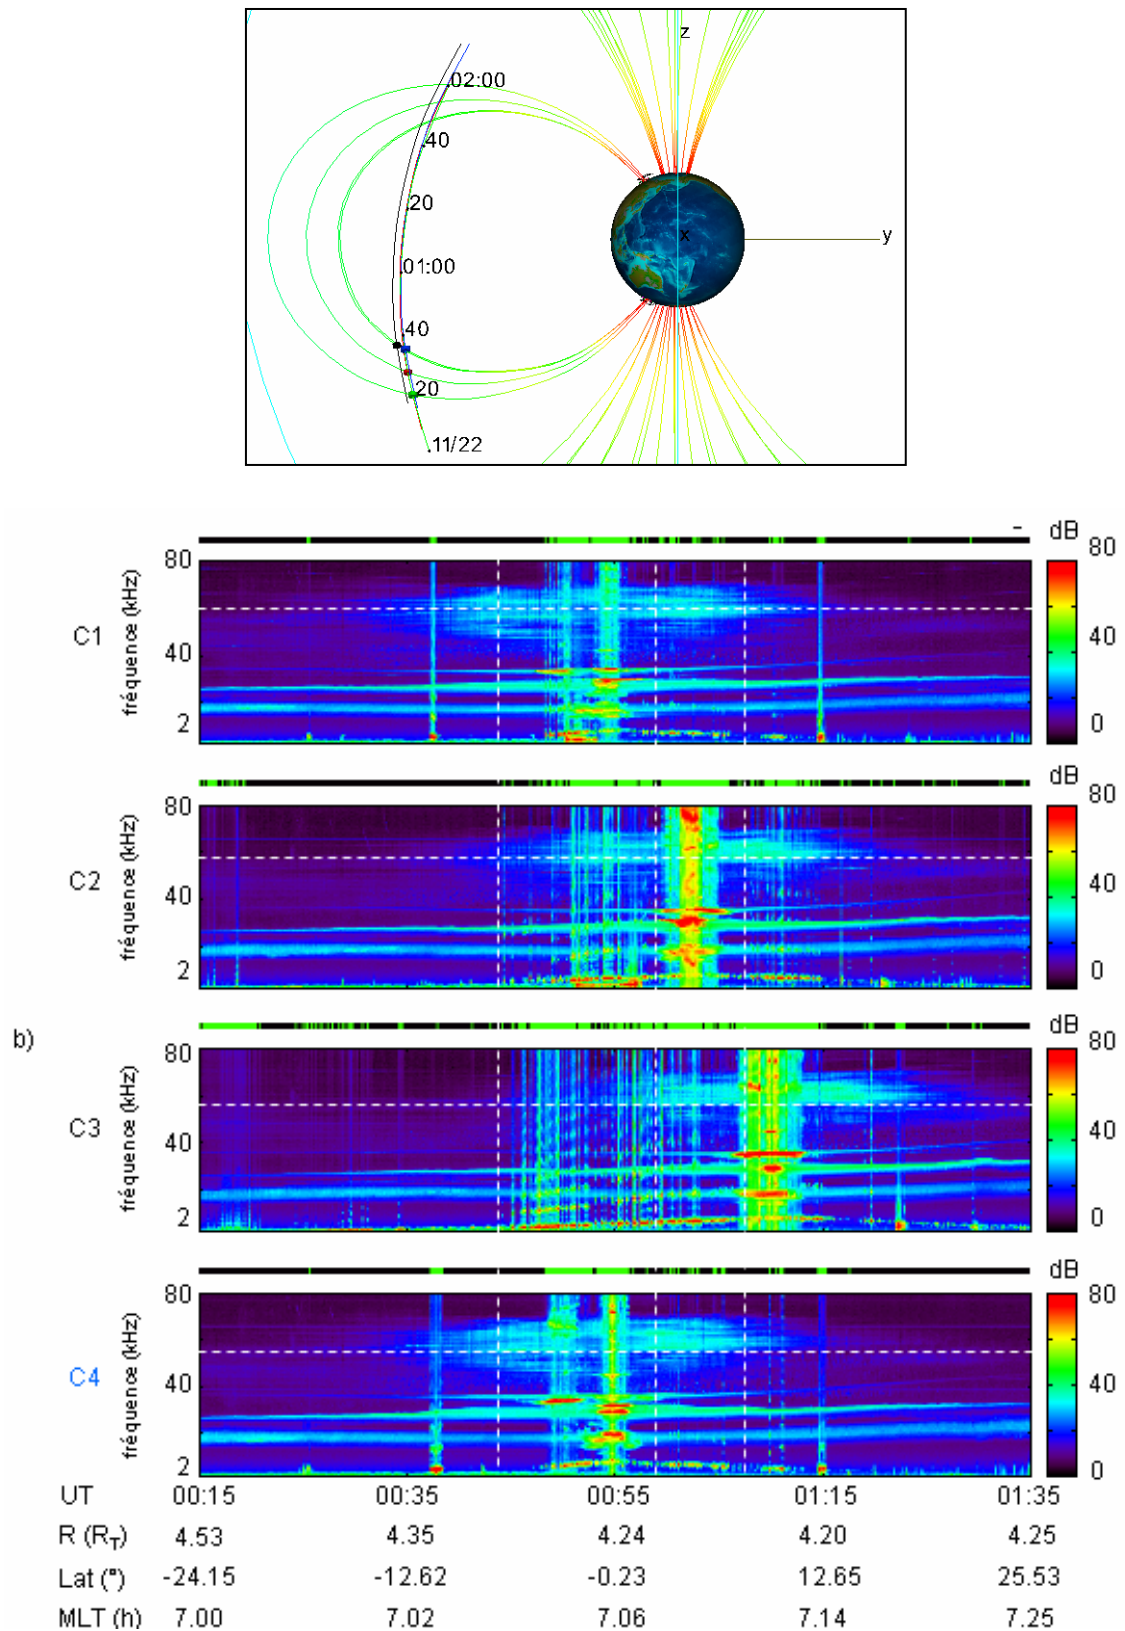 z
02:00
40
20
x
y
01:00
40
20
11/22
dB
80
80
fréquence (kHz)
C1
40
40
2
0
dB
80
80
fréquence (kHz)
C2
40
40
2
0
dB
80
80
b)
fréquence (kHz)
C3
40
40
2
0
dB
80
80
fréquence (kHz)
C4
40
40
2
0
UT 00:15 00:35 00:55 01:15 01:35
R (R_T) 4.53 4.35 4.24 4.20 4.25
Lat (°) -24.15 -12.62 -0.23 12.65 25.53
MLT (h) 7.00 7.02 7.06 7.14 7.25